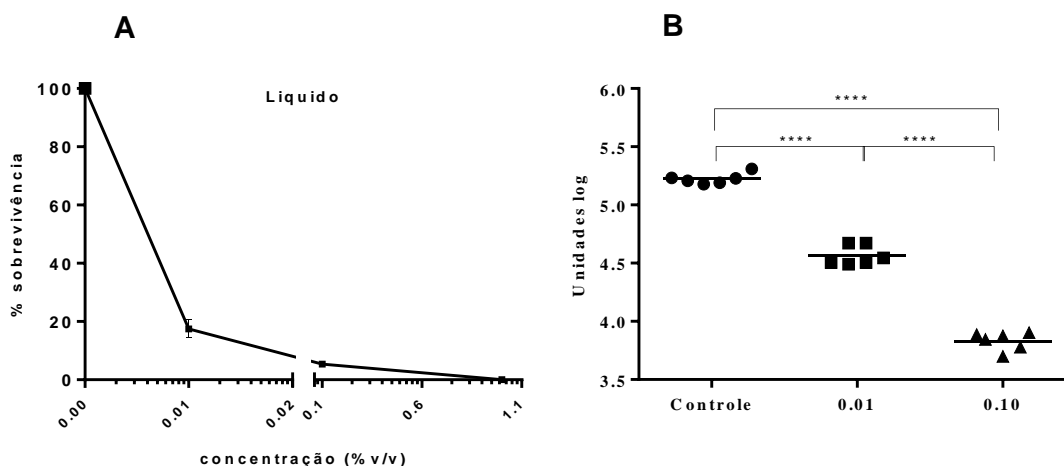 A
Liquido
% sobrevivência
100
80
60
40
20
0
0.00
0.01
0.02
0.1
0.6
1.1
concentração (% v/v)
B
Unidades log
6.0
5.5
5.0
4.5
4.0
3.5
****
**** ****
Controle 0.01 0.10